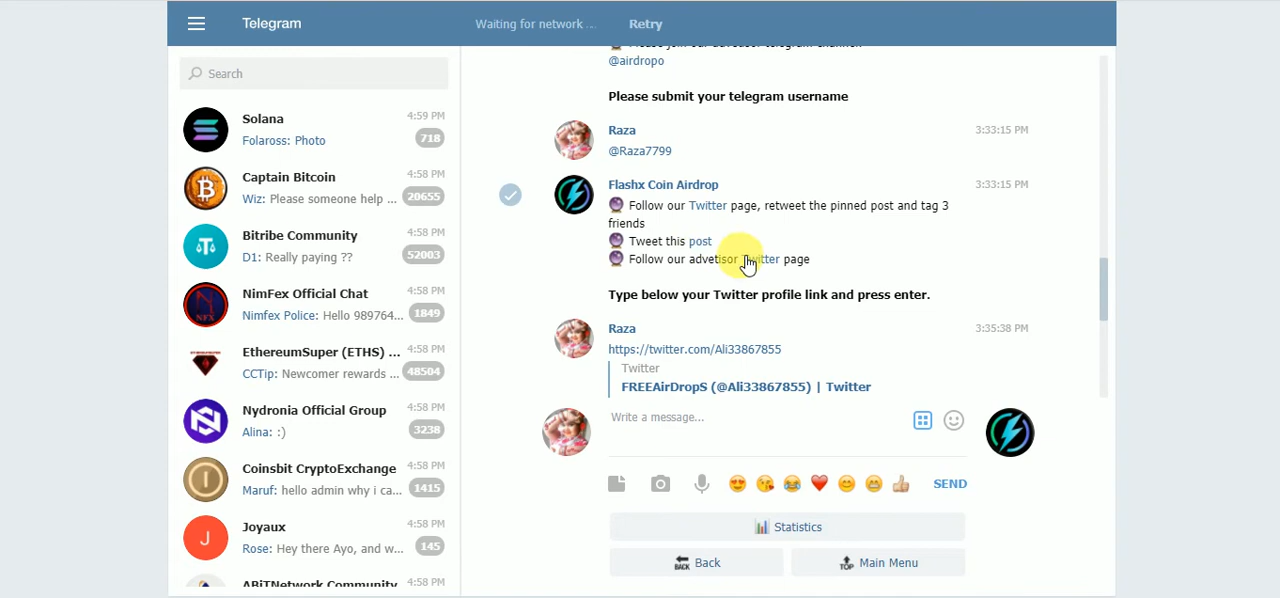 Telegram
Waiting for network ...
Retry
Search
Solana
4:59 PM
Folaross: Photo
718
Captain Bitcoin
4:58 PM
Wiz: Please someone help ...
20655
Bitribe Community
4:58 PM
D1: Really paying ??
52003
NimFex Official Chat
4:58 PM
Nimfex Police: Hello 989764...
1849
EthereumSuper (ETHS) ...
4:58 PM
CCTip: Newcomer rewards ...
48504
Nydronia Official Group
4:58 PM
Alina: :)
3238
Coinsbit CryptoExchange
4:58 PM
Maruf: hello admin why i ca...
1415
Joyaux
4:58 PM
Rose: Hey there Ayo, and w...
145
ABiTNetwork Community
4:58 PM
Please join our advetisor telegram channel
@airdropo
Please submit your telegram username
Raza
3:33:15 PM
@Raza7799
Flashx Coin Airdrop
3:33:15 PM
Follow our Twitter page, retweet the pinned post and tag 3
friends
Tweet this post
Follow our advetisor Twitter page
Type below your Twitter profile link and press enter.
Raza
3:35:38 PM
https://twitter.com/Ali33867855
Twitter
FREEAirDropS (@Ali33867855) | Twitter
Write a message...
SEND
Statistics
BACK Back
TOP Main Menu